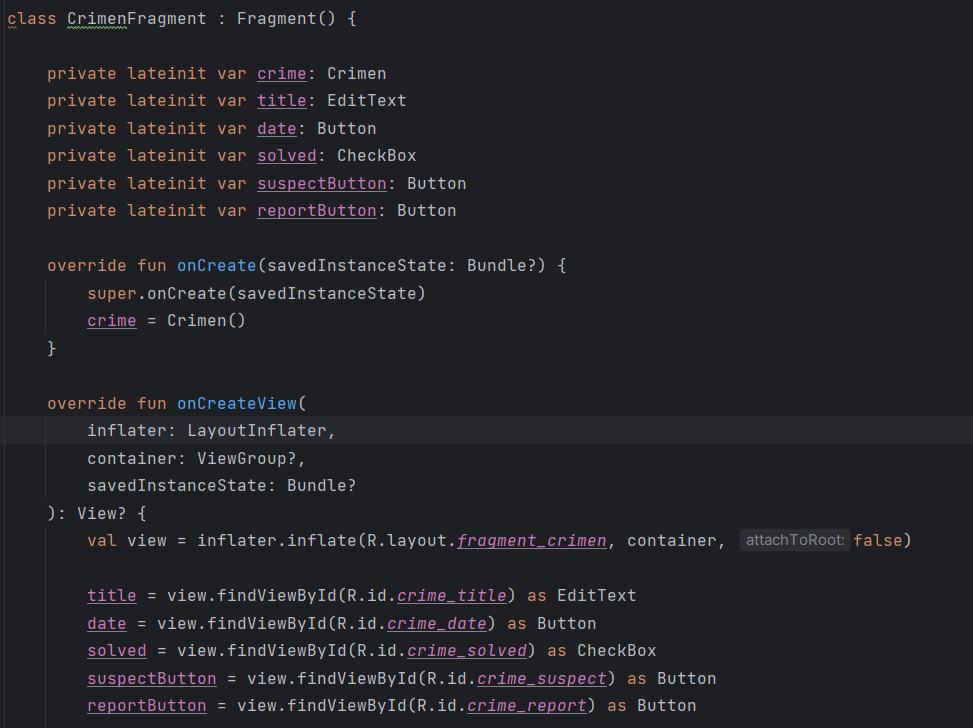 class CrimenFragment : Fragment() {
private lateinit var crime: Crimen
private lateinit var title: EditText
private lateinit var date: Button
private lateinit var solved: CheckBox
private lateinit var suspectButton: Button
private lateinit var reportButton: Button
override fun onCreate(savedInstanceState: Bundle?) {
super.onCreate(savedInstanceState)
crime = Crimen()
}
override fun onCreateView(
inflater: LayoutInflater,
container: ViewGroup?,
savedInstanceState: Bundle?
): View? {
val view = inflater.inflate(R.layout.fragment_crimen, container, attachToRoot: false)
title = view.findViewById(R.id.crime_title) as EditText
date = view.findViewById(R.id.crime_date) as Button
solved = view.findViewById(R.id.crime_solved) as CheckBox
suspectButton = view.findViewById(R.id.crime_suspect) as Button
reportButton = view.findViewById(R.id.crime_report) as Button